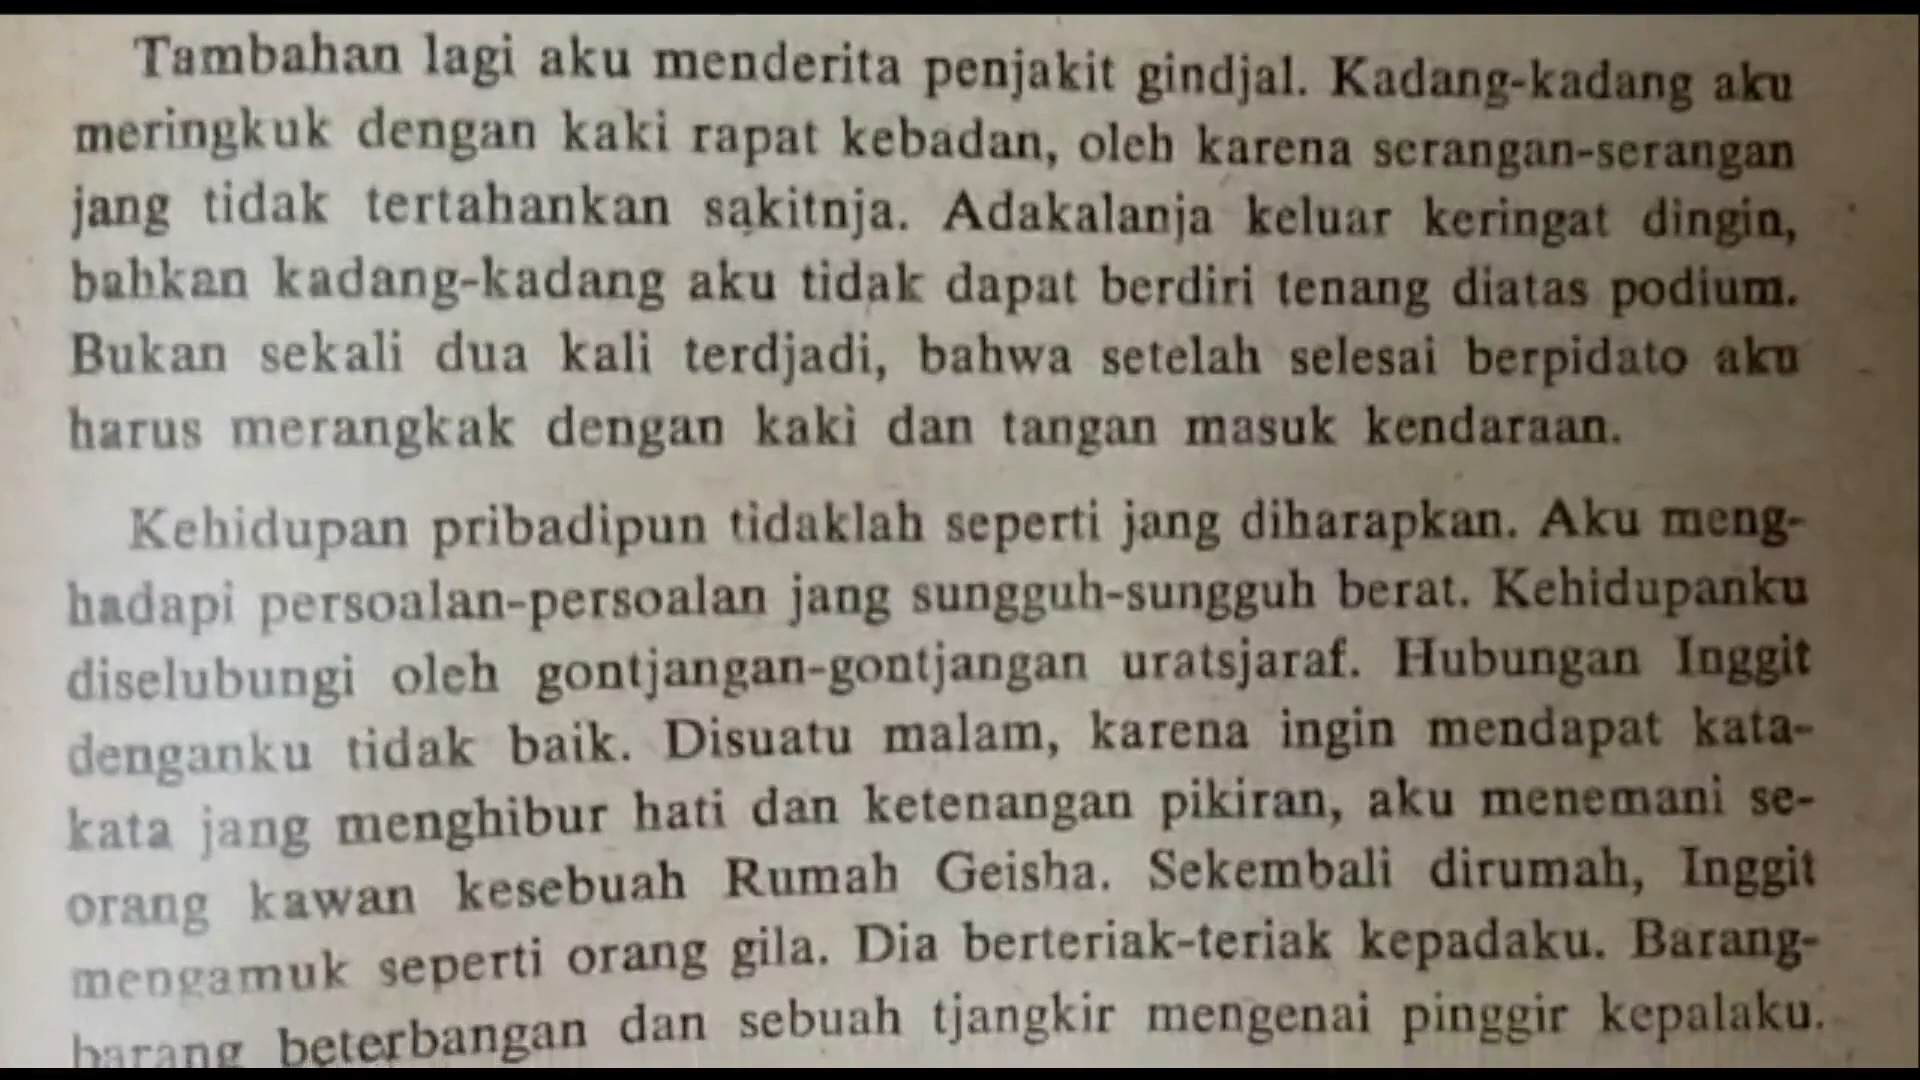 Tambahan lagi aku menderita penjakit gindjal. Kadang-kadang aku
meringkuk dengan kaki rapat kebadan, oleh karena serangan-serangan
jang tidak tertahankan sakitnja. Adakalanja keluar keringat dingin,
bahkan kadang-kadang aku tidak dapat berdiri tenang diatas podium.
Bukan sekali dua kali terdjadi, bahwa setelah selesai berpidato aku
harus merangkak dengan kaki dan tangan masuk kendaraan.
Kehidupan pribadipun tidaklah seperti jang diharapkan. Aku meng-
hadapi persoalan-persoalan jang sungguh-sungguh berat. Kehidupanku
diselubungi oleh gontjangan-gontjangan uratsjaraf. Hubungan Inggit
denganku tidak baik. Disuatu malam, karena ingin mendapat kata-
kata jang menghibur hati dan ketenangan pikiran, aku menemani se-
orang kawan kesebuah Rumah Geisha. Sekembali dirumah, Inggit
mengamuk seperti orang gila. Dia berteriak-teriak kepadaku. Barang-
barang beterbangan dan sebuah tjangkir mengenai pinggir kepalaku.